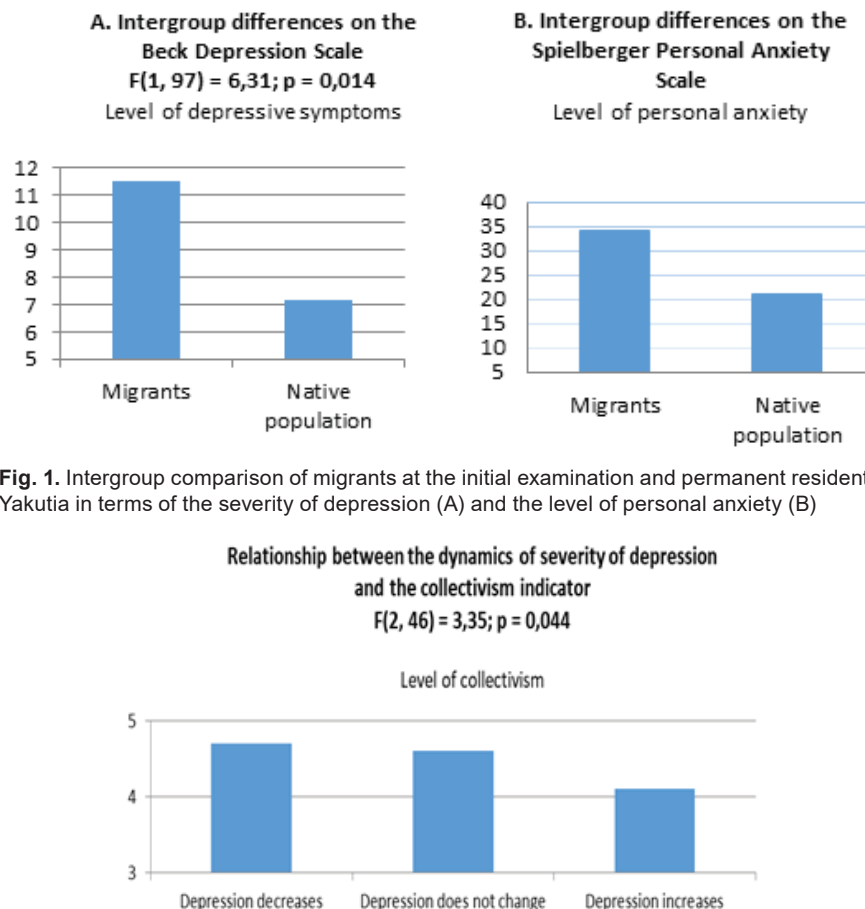 A. Intergroup differences on the
Beck Depression Scale
F(1, 97) = 6,31; p = 0,014
Level of depressive symptoms
12
11
10
9
8
7
6
5
Migrants
Native
population
B. Intergroup differences on the
Spielberger Personal Anxiety
Scale
Level of personal anxiety
40
35
30
25
20
15
10
5
Migrants
Native
population
Fig. 1. Intergroup comparison of migrants at the initial examination and permanent resident
Yakutia in terms of the severity of depression (A) and the level of personal anxiety (B)
Relationship between the dynamics of severity of depression
and the collectivism indicator
F(2, 46) = 3,35; p = 0,044
Level of collectivism
5
4
3
Depression decreases
Depression does not change
Depression increases